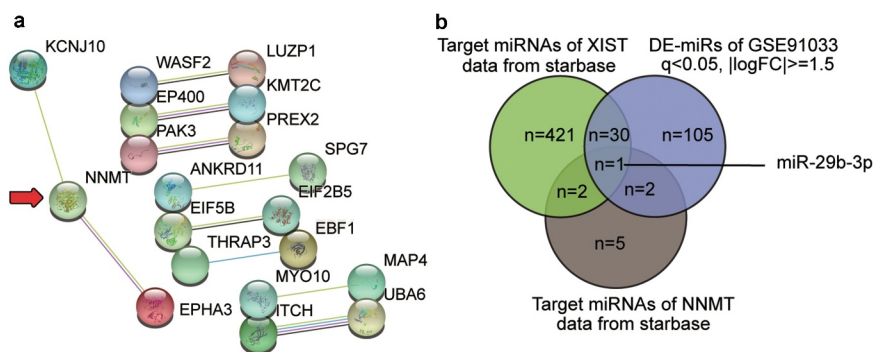 a
KCNJ10
WASF2
LUZP1
EP400
KMT2C
PAK3
PREX2
NNMT
ANKRD11
SPG7
EIF5B
EIF2B5
THRAP3
EBF1
EPHA3
MYO10
MAP4
ITCH
UBA6
b
Target miRNAs of XIST
data from starbase
DE-miRs of GSE91033
q<0.05, |logFC|>=1.5
n=421
n=30
n=105
n=1
miR-29b-3p
n=2
n=2
n=5
Target miRNAs of NNMT
data from starbase